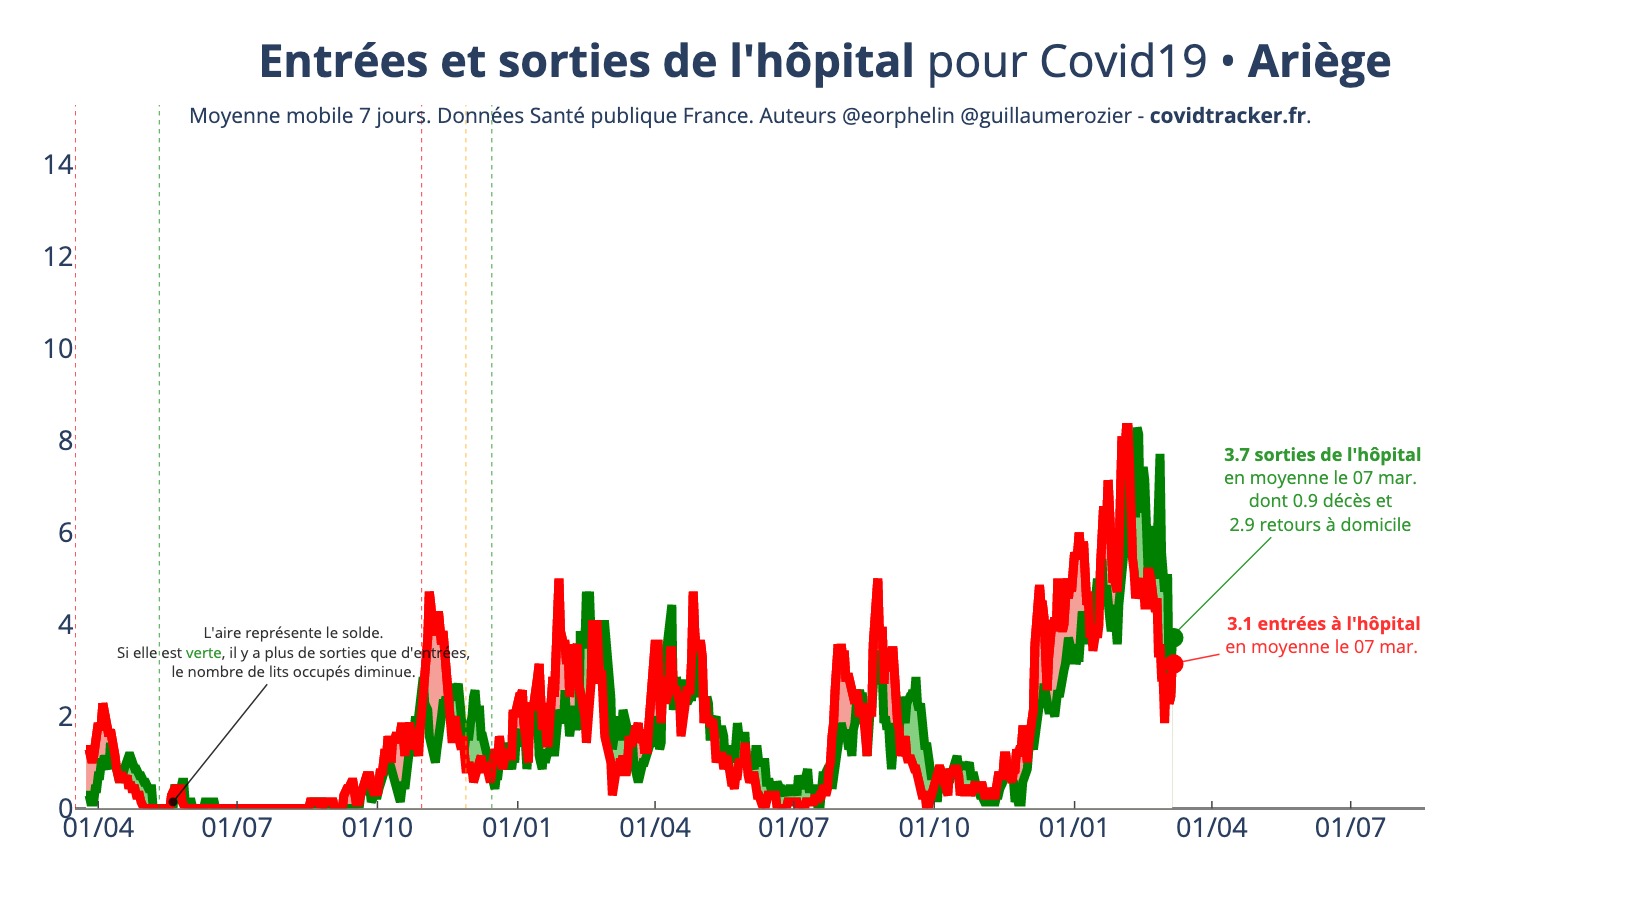 Entrées et sorties de l'hôpital pour Covid19 • Ariège
Moyenne mobile 7 jours. Données Santé publique France. Auteurs @eorphelin @guillaumerozier - covidtracker.fr.
14
12
10
8
6
4
2
0
3.7 sorties de l'hôpital
en moyenne le 07 mar.
dont 0.9 décès et
2.9 retours à domicile
3.1 entrées à l'hôpital
en moyenne le 07 mar.
L'aire représente le solde.
Si elle est verte, il y a plus de sorties que d'entrées,
le nombre de lits occupés diminue.
01/04 01/07 01/10 01/01 01/04 01/07 01/10 01/01 01/04 01/07